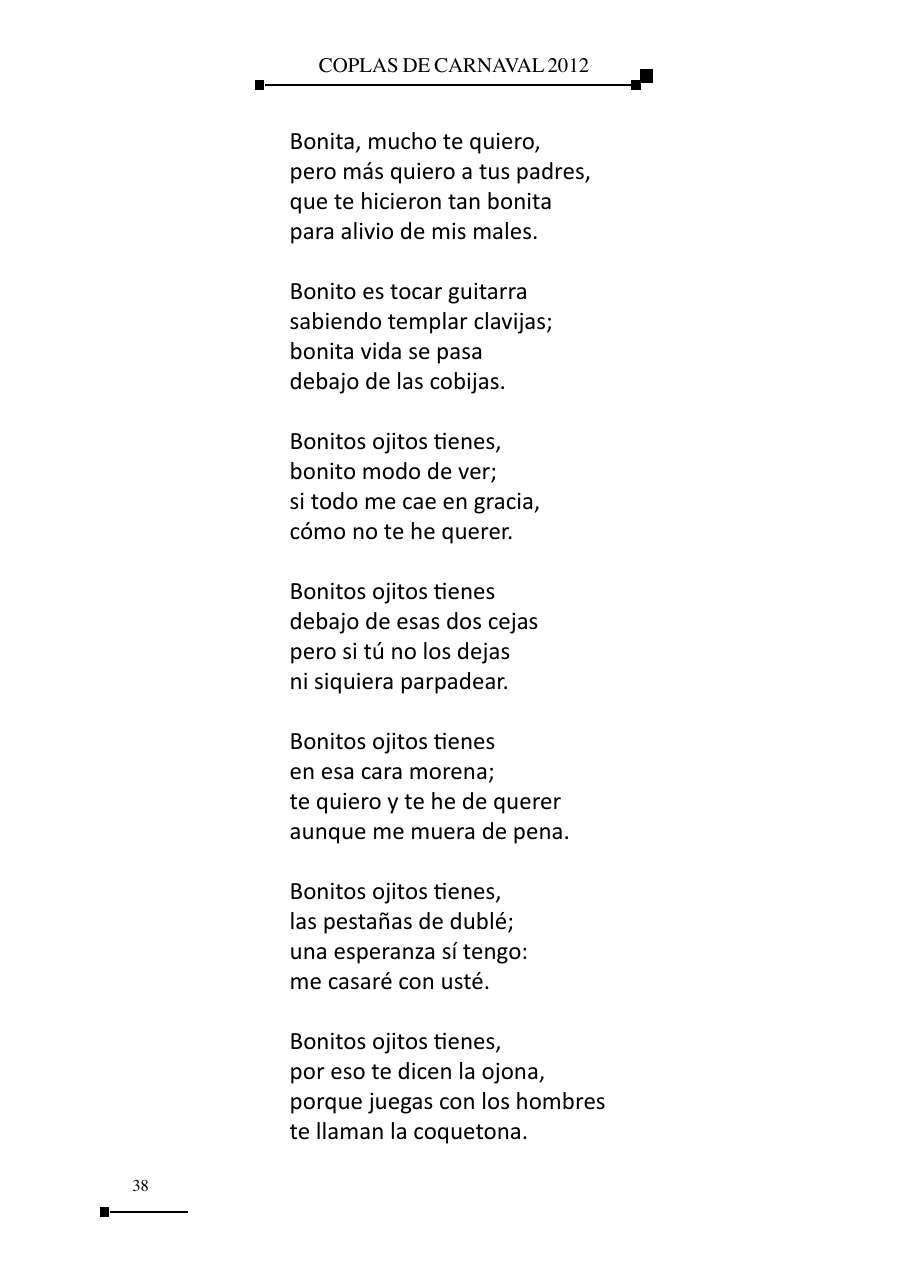 COPLAS DE CARNAVAL 2012
Bonita, mucho te quiero,
pero más quiero a tus padres,
que te hicieron tan bonita
para alivio de mis males.
Bonito es tocar guitarra
sabiendo templar clavijas;
bonita vida se pasa
debajo de las cobijas.
Bonitos ojitos tienes,
bonito modo de ver;
si todo me cae en gracia,
cómo no te he querer.
Bonitos ojitos tienes
debajo de esas dos cejas
pero si tú no los dejas
ni siquiera parpadear.
Bonitos ojitos tienes
en esa cara morena;
te quiero y te he de querer
aunque me muera de pena.
Bonitos ojitos tienes,
las pestañas de dublé;
una esperanza sí tengo:
me casaré con usté.
Bonitos ojitos tienes,
por eso te dicen la ojona,
porque juegas con los hombres
te llaman la coquetona.
38